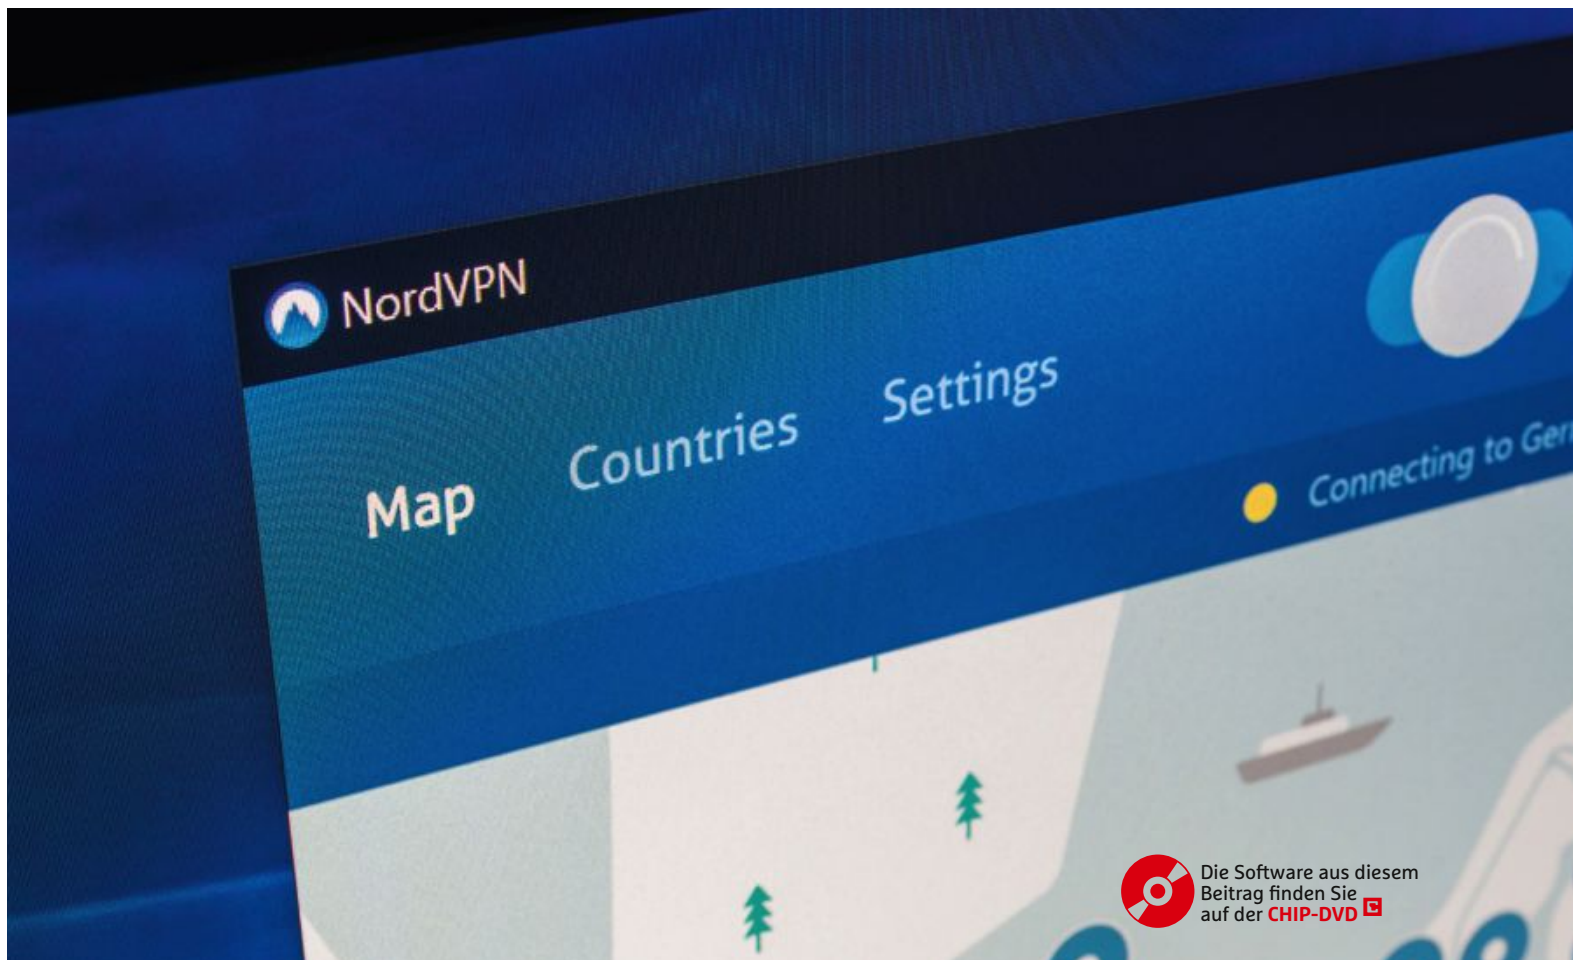 NordVPN
Map Countries Settings
Connecting to
Die Software aus diesem
Beitrag finden Sie
auf der CHIP-DVD C